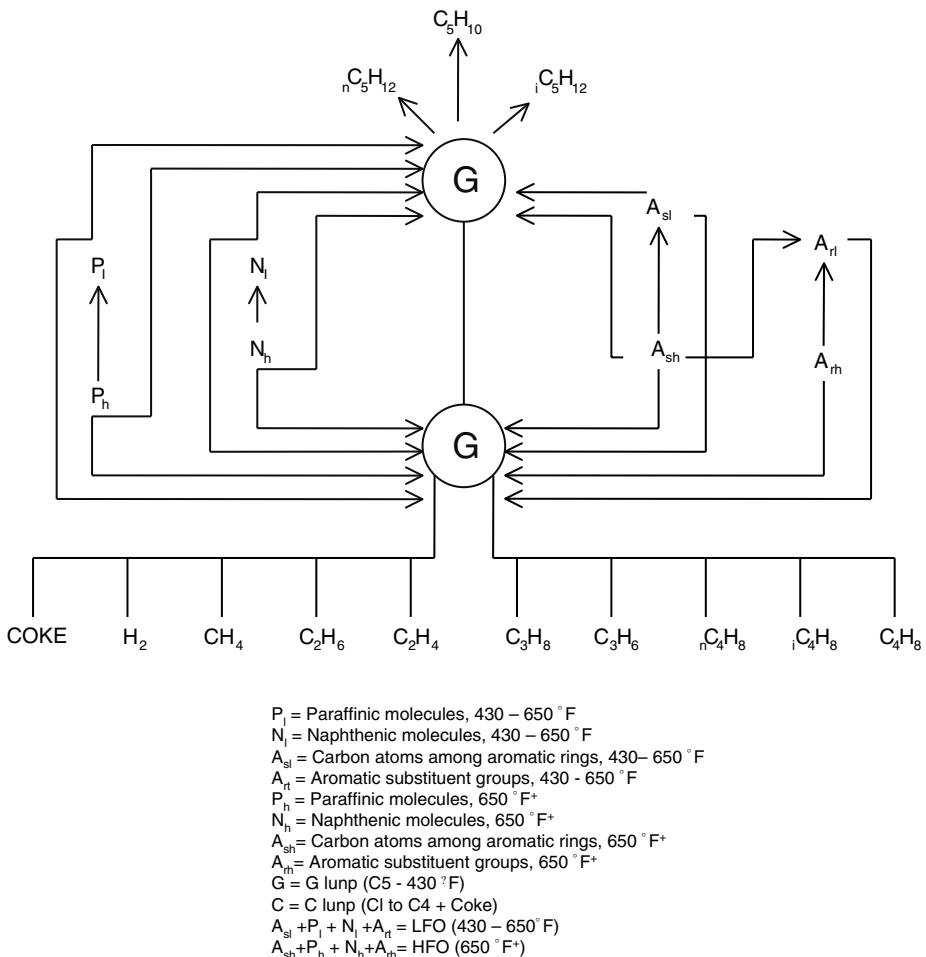 C₅H₁₀
ₙC₅H₁₂
ᵢC₅H₁₂
G
Aₛₗ
Aᵣₗ
Pₗ
Nₗ
Nₕ
Aₛₕ
Aᵣₕ
Pₕ
G
COKE
H₂
CH₄
C₂H₆
C₂H₄
C₃H₈
C₃H₆
ₙC₄H₈
ᵢC₄H₈
C₄H₈
Pₗ = Paraffinic molecules, 430 – 650 °F
Nₗ = Naphthenic molecules, 430 – 650 °F
Aₛₗ = Carbon atoms among aromatic rings, 430– 650 °F
Aᵣₜ = Aromatic substituent groups, 430 - 650 °F
Pₕ = Paraffinic molecules, 650 °F⁺
Nₕ = Naphthenic molecules, 650 °F⁺
Aₛₕ= Carbon atoms among aromatic rings, 650 °F⁺
Aᵣₕ= Aromatic substituent groups, 650 °F⁺
G = G lunp (C5 - 430 ?F)
C = C lunp (Cl to C4 + Coke)
Aₛₗ +Pₗ + Nₗ +Aᵣₜ = LFO (430 – 650°F)
Aₛₕ+Pₕ + Nₕ+Aᵣₕ= HFO (650 °F⁺)